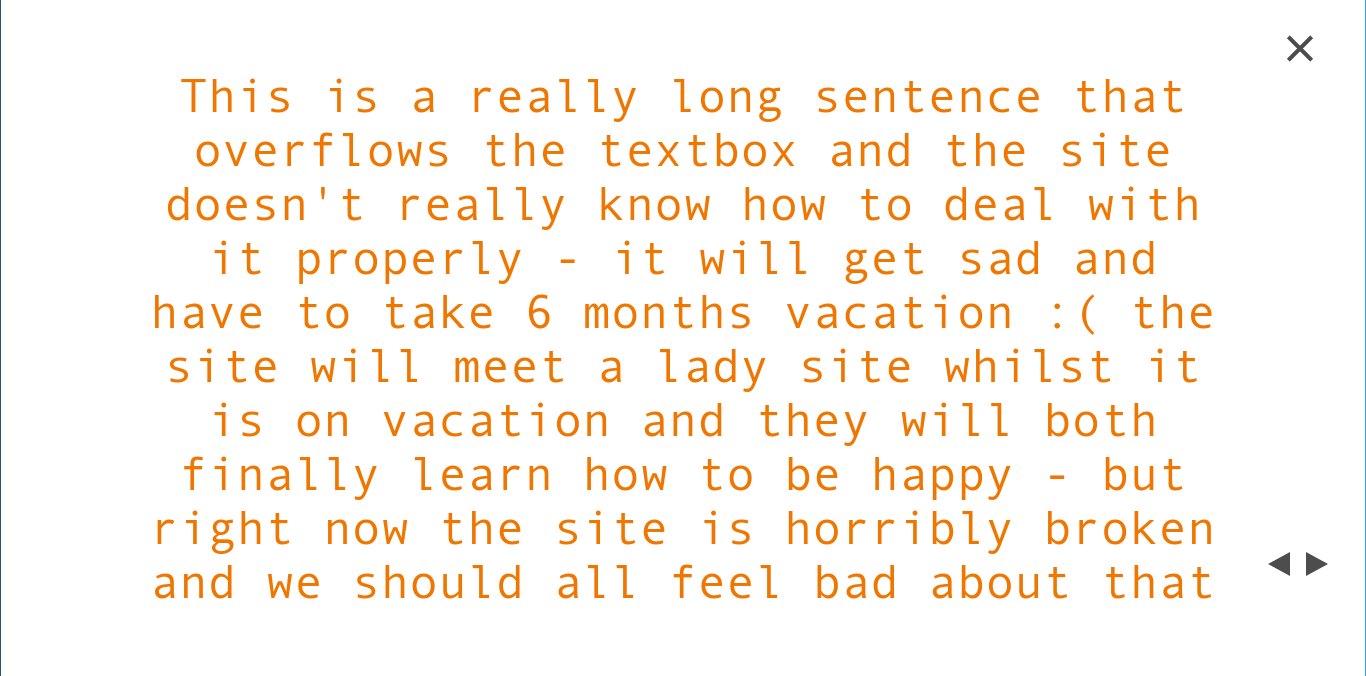 This is a really long sentence that
overflows the textbox and the site
doesn't really know how to deal with
it properly - it will get sad and
have to take 6 months vacation :( the
site will meet a lady site whilst it
is on vacation and they will both
finally learn how to be happy - but
right now the site is horribly broken
and we should all feel bad about that